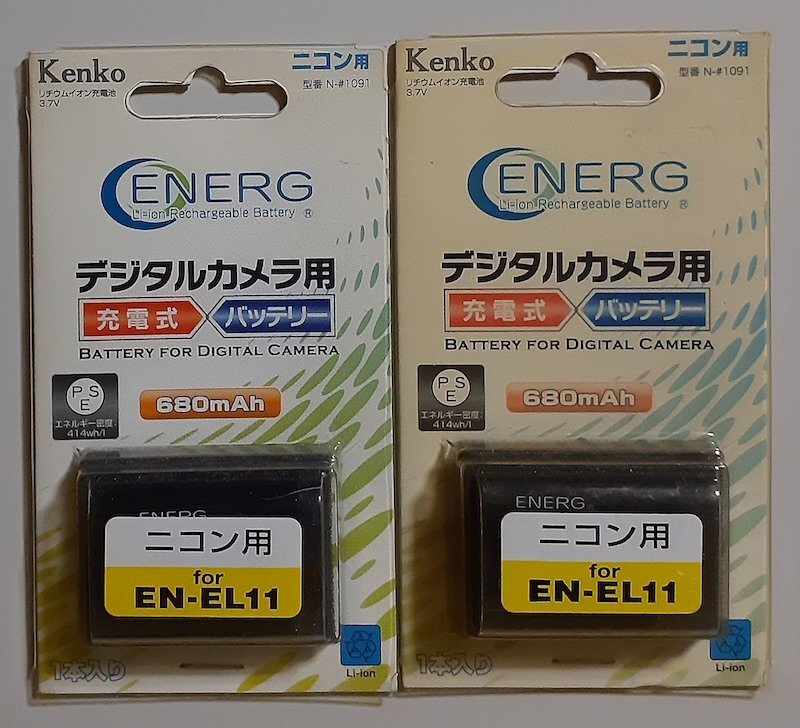 Kenko
ニコン用
リチウムイオン充電池
3.7V
型番 N-#1091
ENERG
Li-ion Rechargeable Battery ®
デジタルカメラ用
充電式
バッテリー
BATTERY FOR DIGITAL CAMERA
PSE
680mAh
エネルギー密度:
414wh/l
ENERG
ニコン用
for
EN-EL11
1本入り
Li-ion
Kenko
ニコン用
リチウムイオン充電池
3.7V
型番 N-#1091
ENERG
Li-ion Rechargeable Battery ®
デジタルカメラ用
充電式
バッテリー
BATTERY FOR DIGITAL CAMERA
PSE
680mAh
エネルギー密度:
414wh/l
ENERG
ニコン用
for
EN-EL11
1本入り
Li-ion